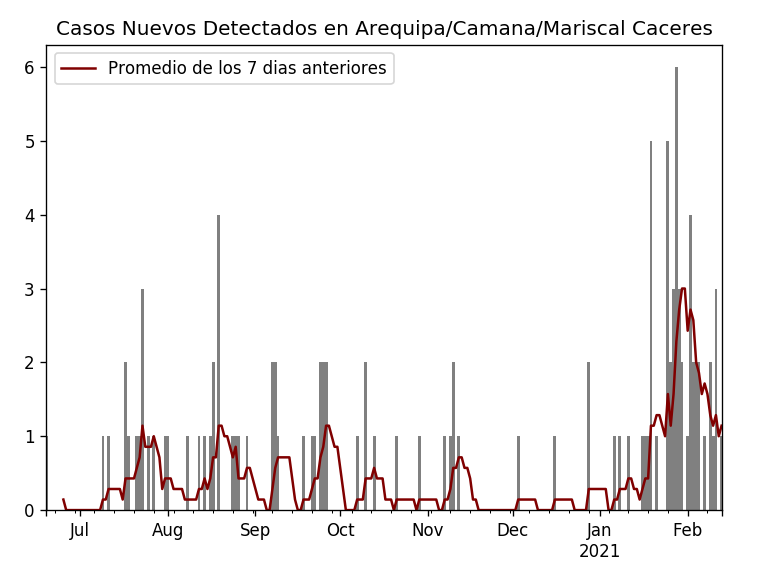 Casos Nuevos Detectados en Arequipa/Camana/Mariscal Caceres
Promedio de los 7 dias anteriores
6
5
4
3
2
1
0
Jul Aug Sep Oct Nov Dec Jan Feb
2021